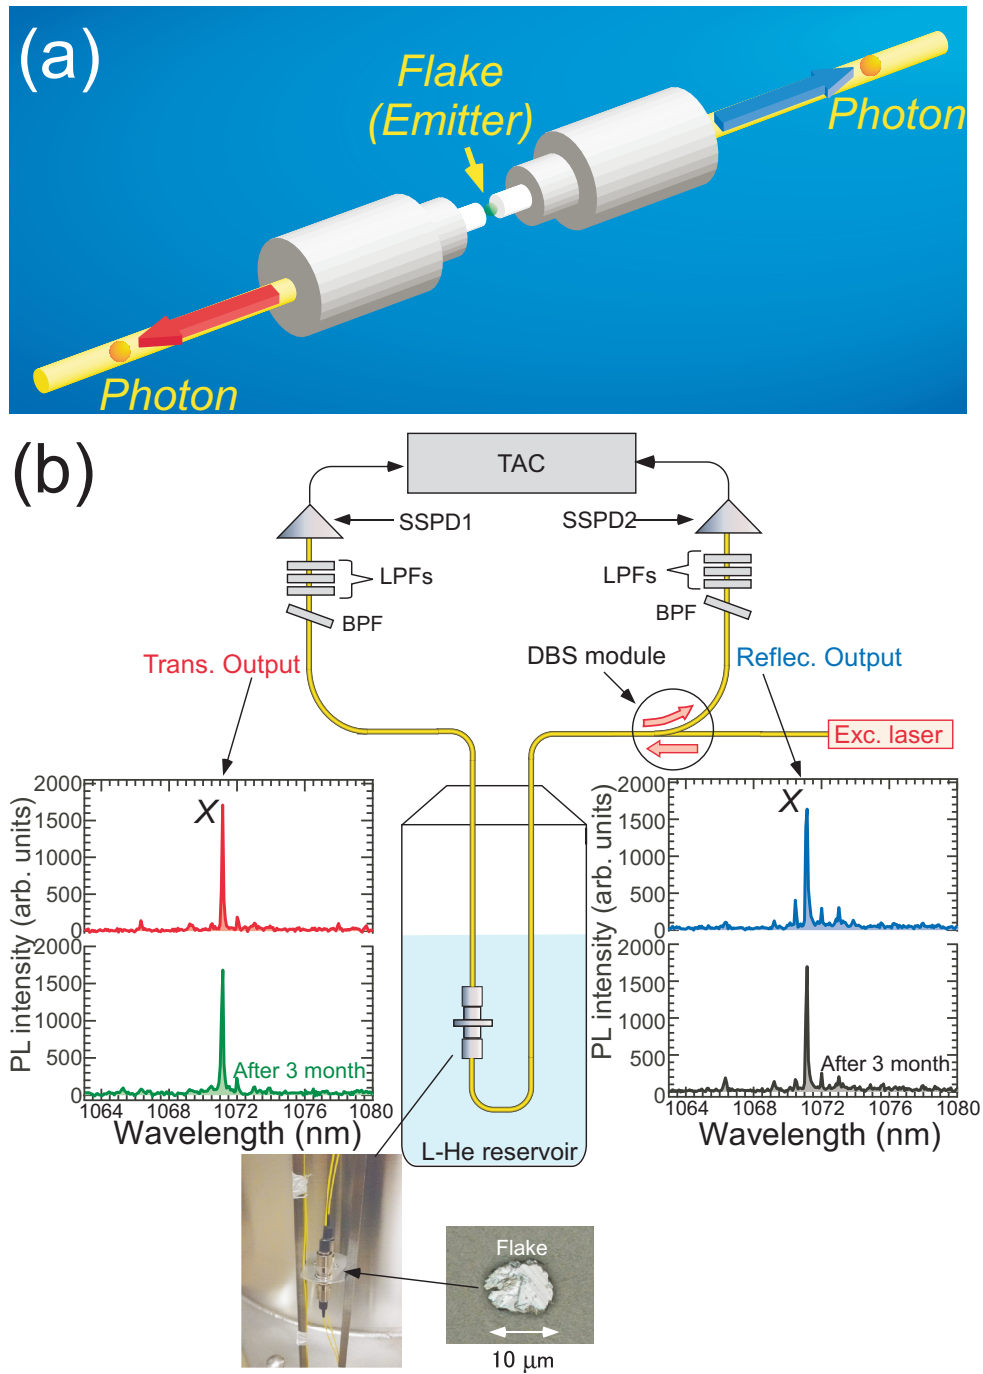 (a)
Flake
(Emitter)
Photon
Photon
(b)
TAC
SSPD1
SSPD2
LPFs
LPFs
BPF
BPF
Trans. Output
DBS module
Reflec. Output
Exc. laser
PL intensity (arb. units)
2000
1500
1000
500
0
X
2000
1500
1000
500
0
After 3 month
1064
1068
1072
1076
1080
Wavelength (nm)
PL intensity (arb. units)
2000
1500
1000
500
0
X
2000
1500
1000
500
0
After 3 month
1064
1068
1072
1076
1080
Wavelength (nm)
L-He reservoir
Flake
10 μm